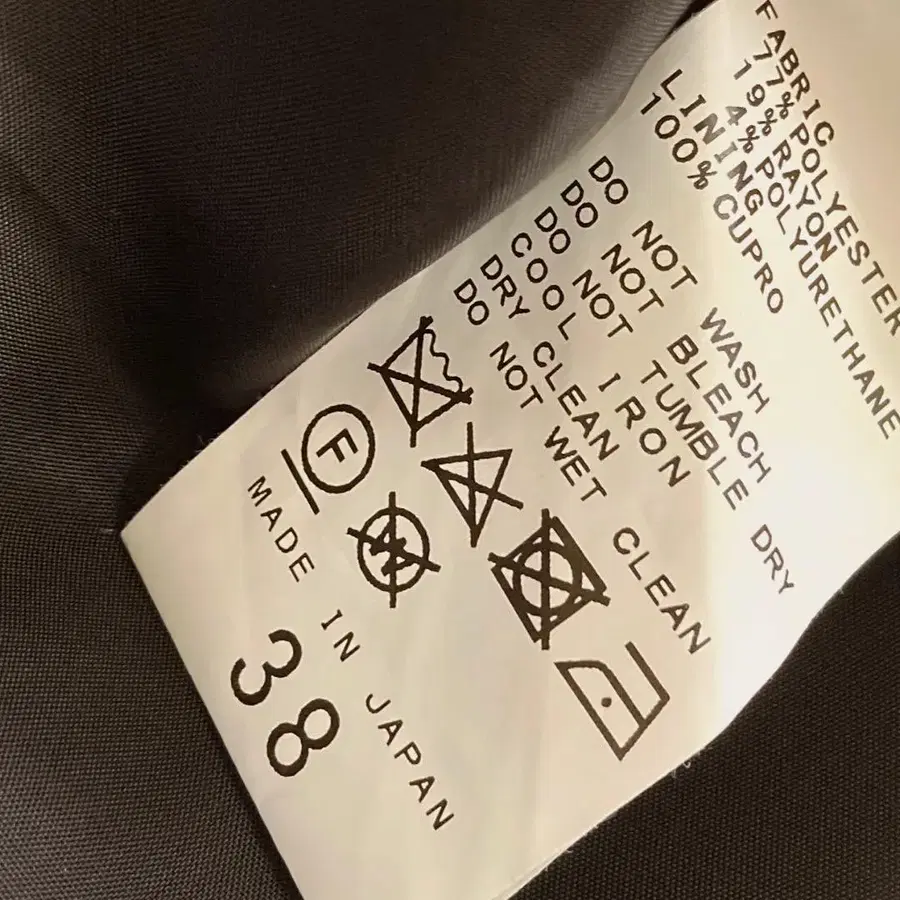 FABRIC
77% POLYESTER
19% RAYON
4% POLYURETHANE
LINING
100% CUPRO
DO NOT WASH
DO NOT BLEACH
DO NOT TUMBLE DRY
COOL IRON
DRY CLEAN
DO NOT WET CLEAN
F
W
MADE IN JAPAN
38